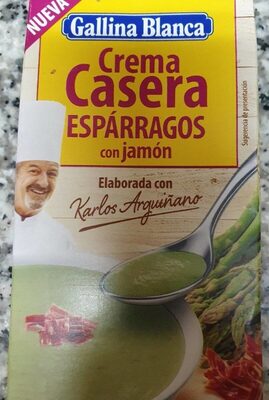 NUEVA
Gallina Blanca
Crema
Casera
ESPÁRRAGOS
con jamón
Elaborada con
Karlos Arguiñano
Sugerencia de presentación